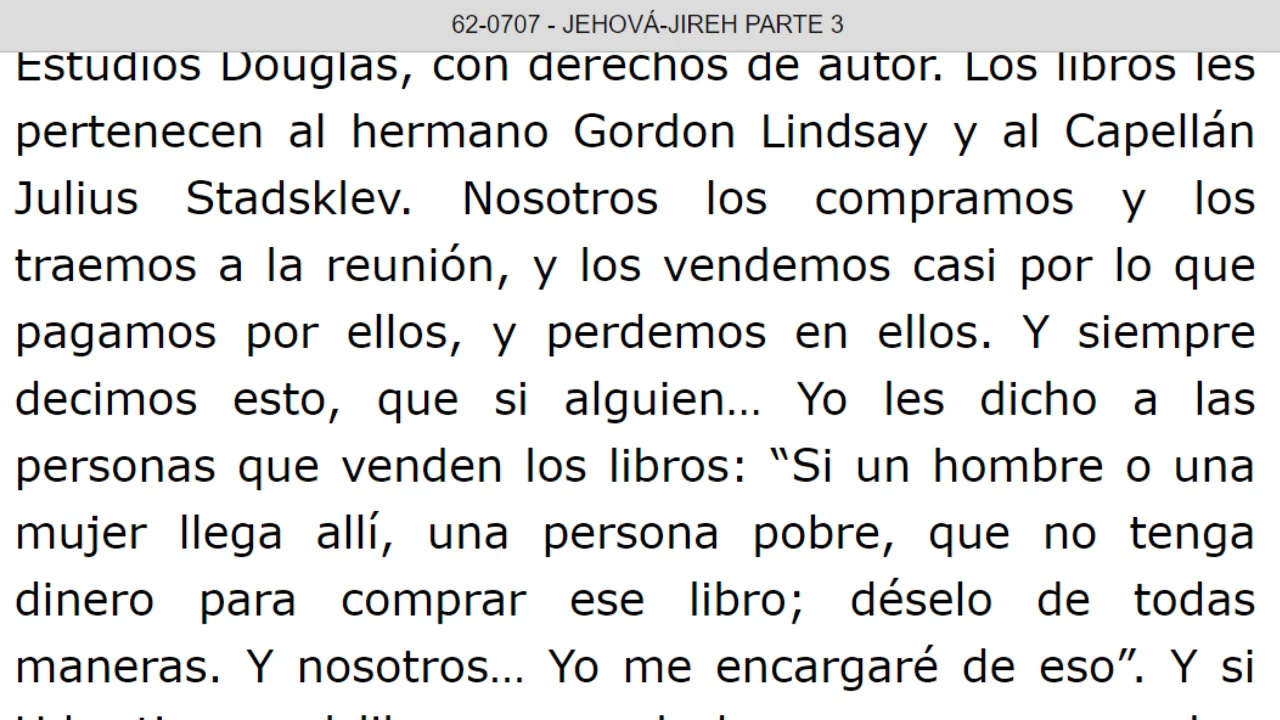 62-0707 - JEHOVÁ-JIREH PARTE 3
Estudios Douglas, con derechos de autor. Los libros les
pertenecen al hermano Gordon Lindsay y al Capellán
Julius Stadsklev. Nosotros los compramos y los
traemos a la reunión, y los vendemos casi por lo que
pagamos por ellos, y perdemos en ellos. Y siempre
decimos esto, que si alguien… Yo les dicho a las
personas que venden los libros: “Si un hombre o una
mujer llega allí, una persona pobre, que no tenga
dinero para comprar ese libro; déselo de todas
maneras. Y nosotros… Yo me encargaré de eso”. Y si